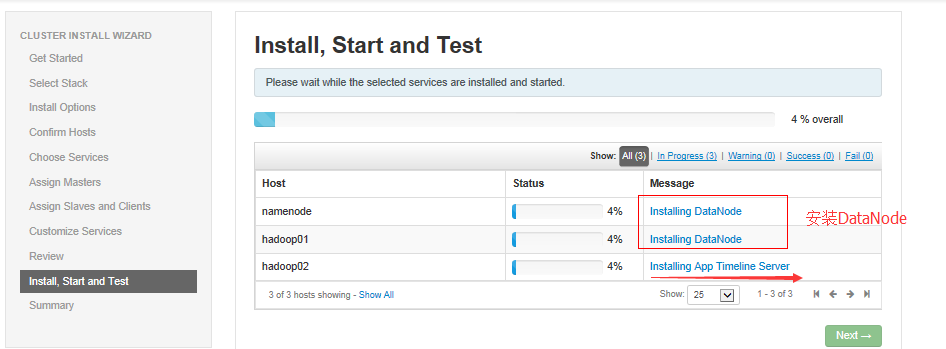 CLUSTER INSTALL WIZARD
Get Started
Select Stack
Install Options
Confirm Hosts
Choose Services
Assign Masters
Assign Slaves and Clients
Customize Services
Review
Install, Start and Test
Summary
Install, Start and Test
Please wait while the selected services are installed and started.
4 % overall
Show: All (3) | In Progress (3) | Warning (0) | Success (0) | Fail (0)
Host Status Message
namenode 4% Installing DataNode
安装DataNode
hadoop01 4% Installing DataNode
hadoop02 4% Installing App Timeline Server
3 of 3 hosts showing - Show All Show: 25 1 - 3 of 3
Next →